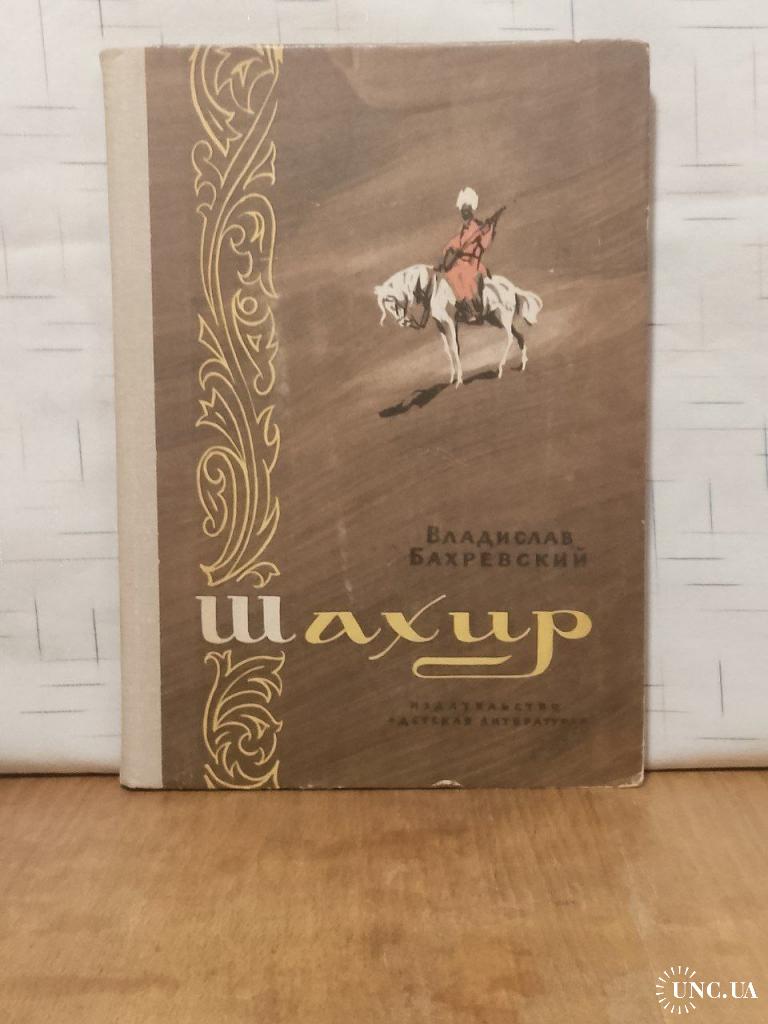 Владислав
Бахревский
Шахир
издательство
«Детская литература»
UNC.UA